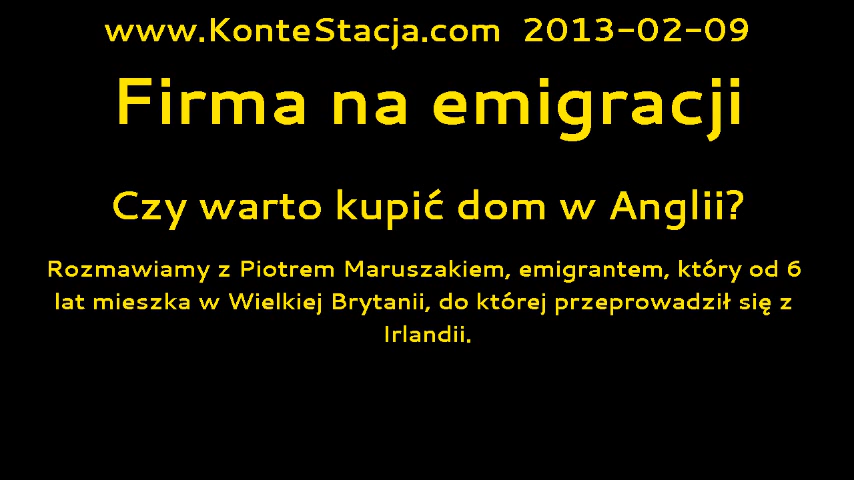 www.KonteStacja.com 2013-02-09
Firma na emigracji
Czy warto kupić dom w Anglii?
Rozmawiamy z Piotrem Maruszakiem, emigrantem, który od 6
lat mieszka w Wielkiej Brytanii, do której przeprowadził się z
Irlandii.